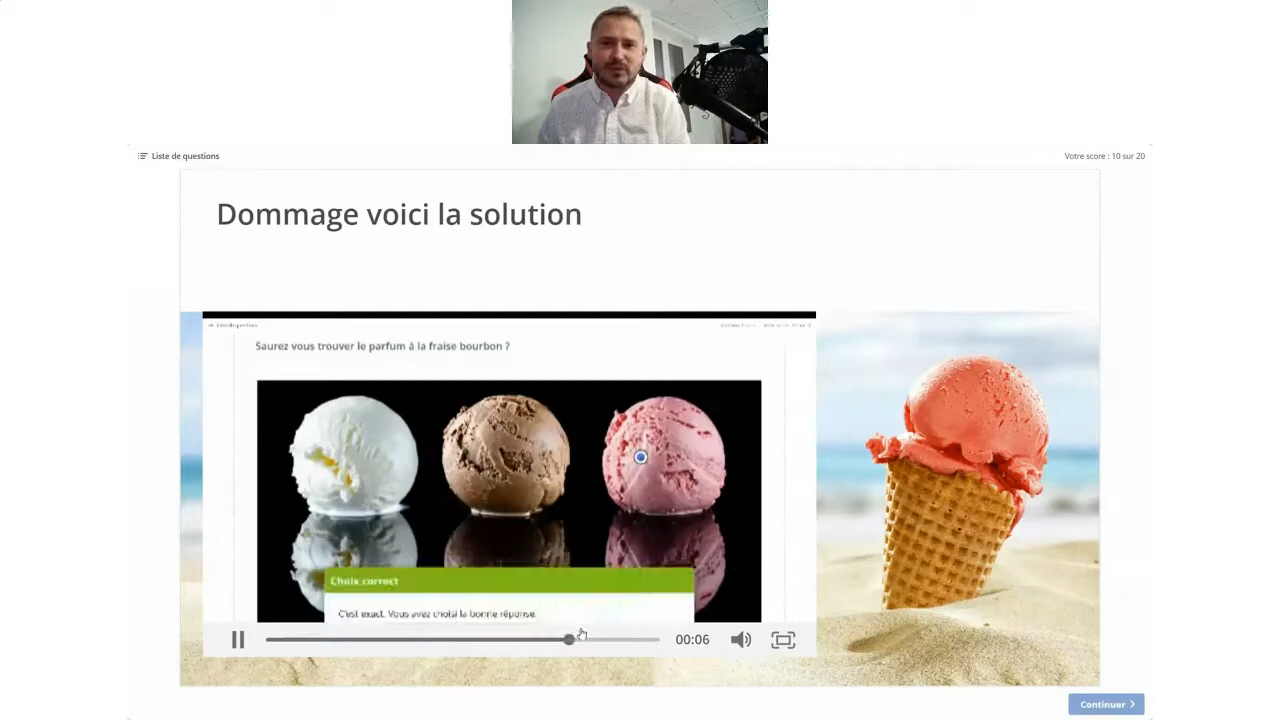 Liste de questions
Votre score : 10 sur 20
Dommage voici la solution
Saurez vous trouver le parfum à la fraise bourbon ?
Choix correct
C'est exact. Vous avez choisi la bonne réponse.
00:06
Continuer